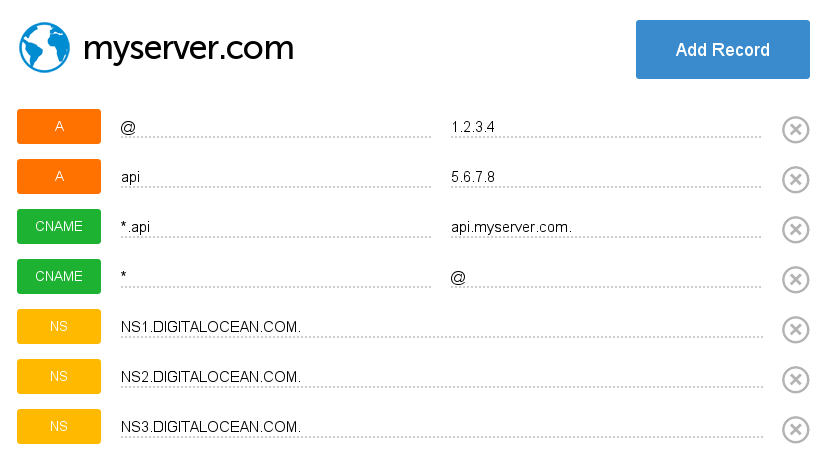 myserver.com
Add Record
A @ 1.2.3.4
A api 5.6.7.8
CNAME *.api api.myserver.com.
CNAME * @
NS NS1.DIGITALOCEAN.COM.
NS NS2.DIGITALOCEAN.COM.
NS NS3.DIGITALOCEAN.COM.